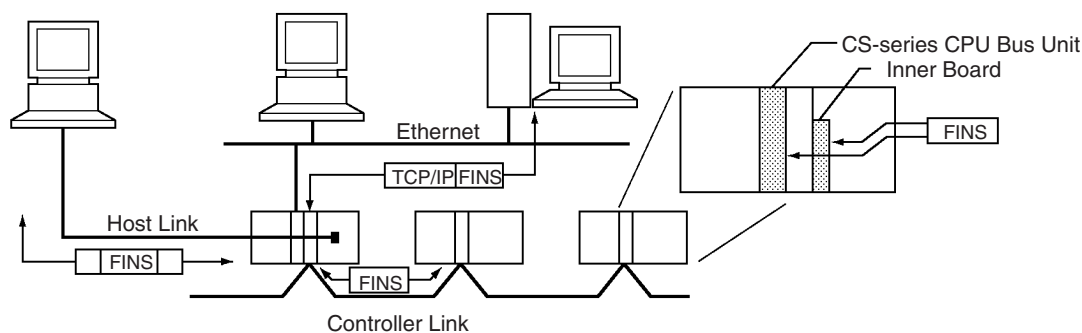 CS-series CPU Bus Unit
Inner Board
Ethernet
FINS
TCP/IP FINS
Host Link
FINS
FINS
Controller Link